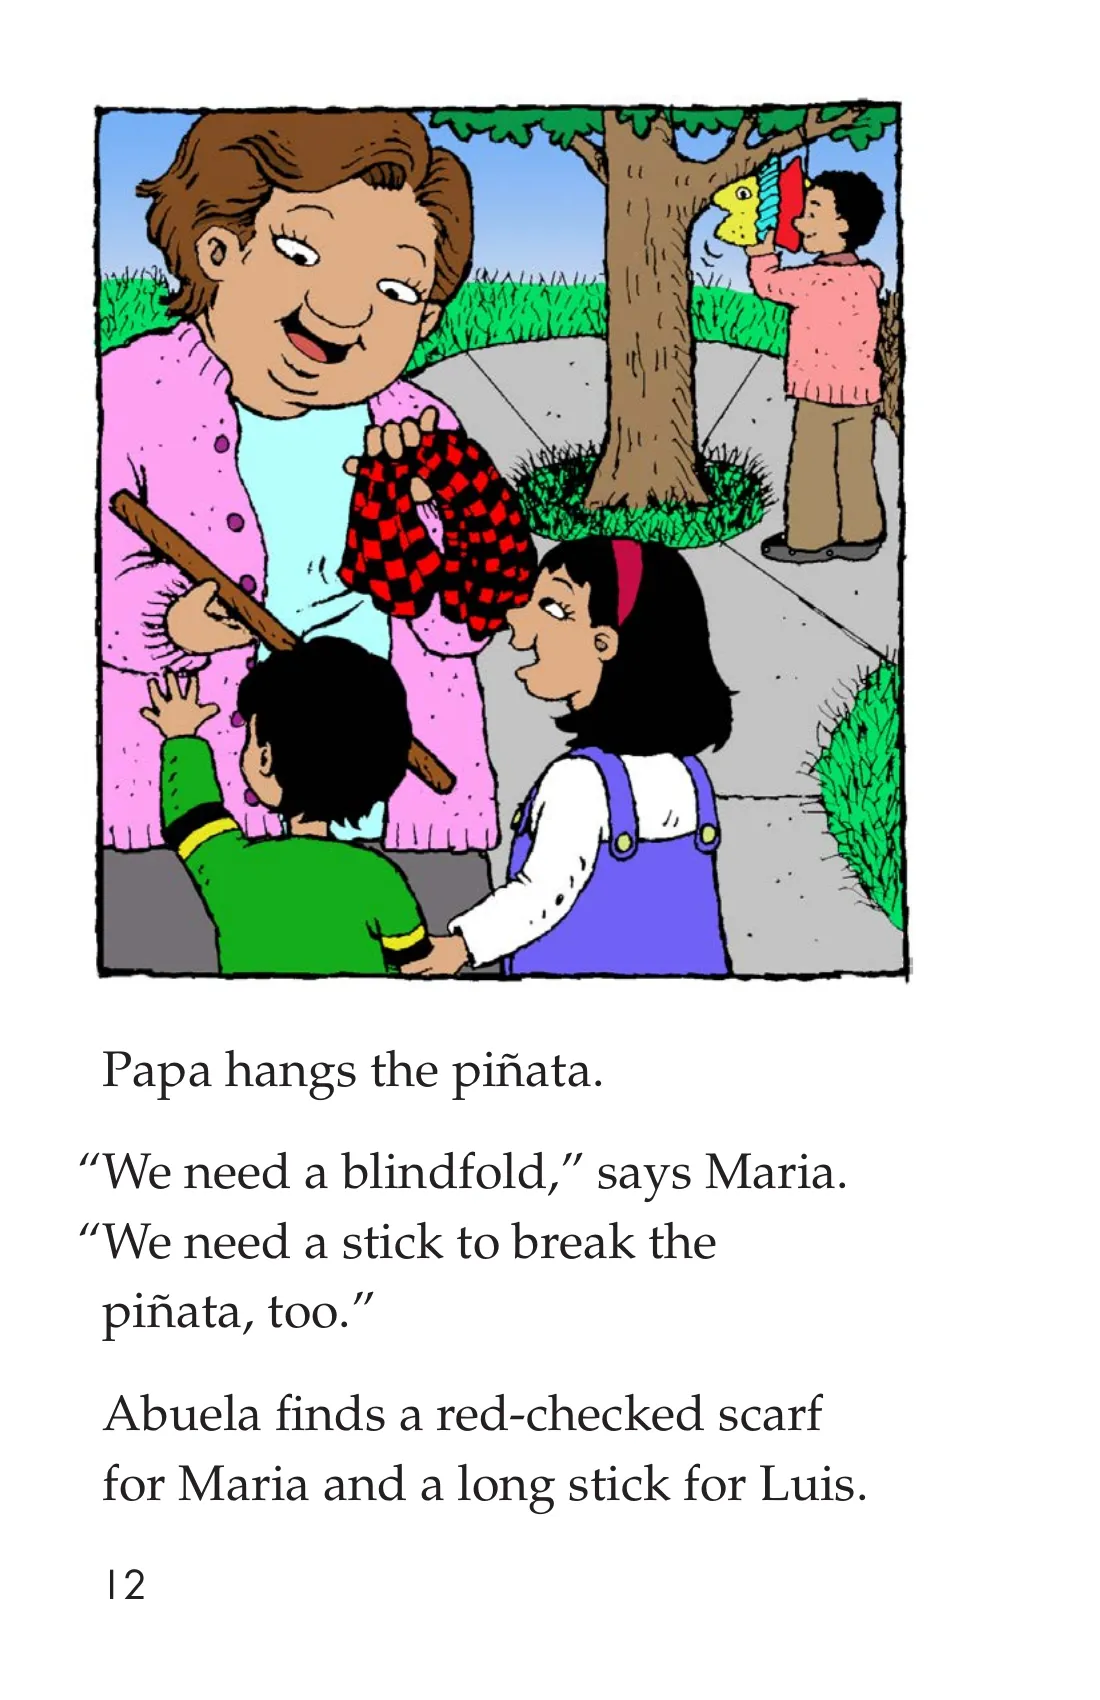 Papa hangs the piñata.
“We need a blindfold,” says Maria.
“We need a stick to break the
piñata, too.”
Abuela finds a red-checked scarf
for Maria and a long stick for Luis.
12